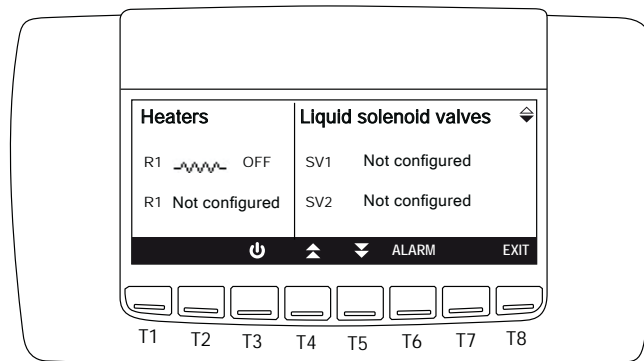 Heaters
R1 OFF
R1 Not configured
Liquid solenoid valves
SV1 Not configured
SV2 Not configured
ALARM EXIT
T1 T2 T3 T4 T5 T6 T7 T8